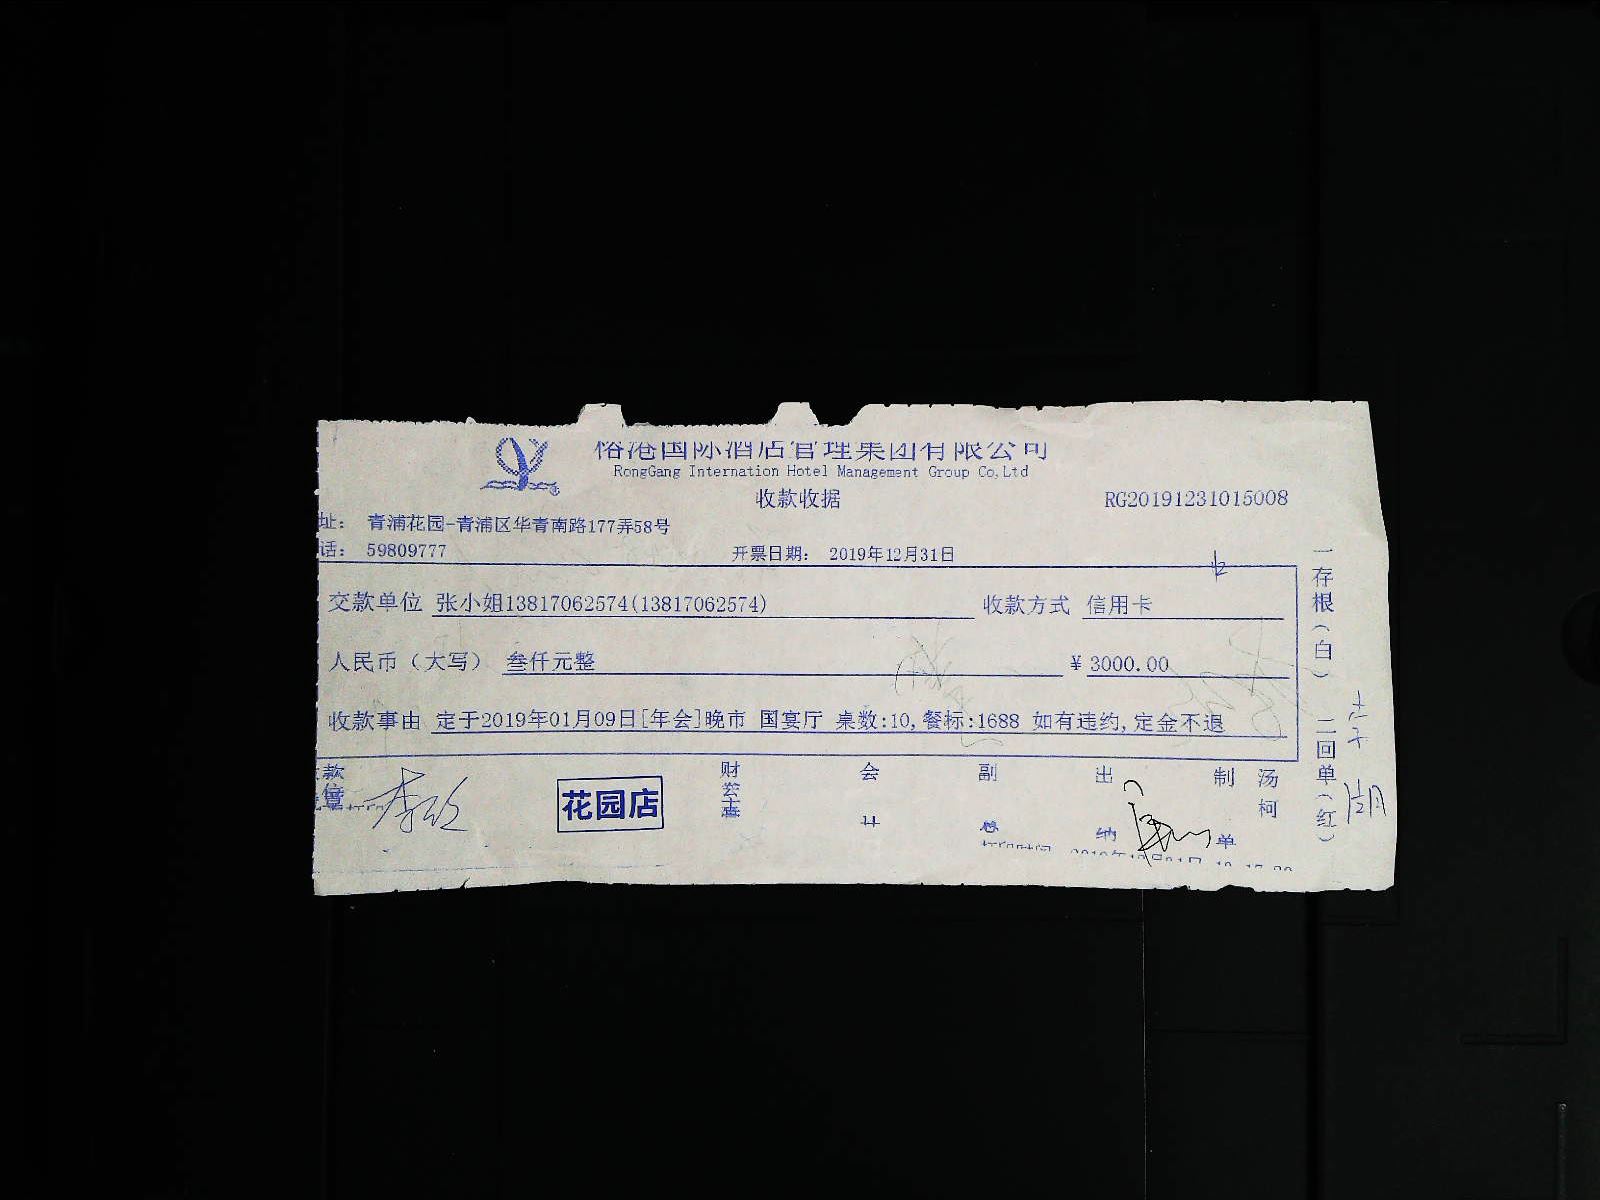 榕港国际酒店管理集团有限公司
RongGang Internation Hotel Management Group Co,Ltd
收款收据
RG20191231015008
址: 青浦花园-青浦区华青南路177弄58号
话: 59809777 开票日期: 2019年12月31日
交款单位 张小姐13817062574(13817062574) 收款方式 信用卡
人民币（大写） 叁仟元整 ¥ 3000.00
收款事由 定于2019年01月09日[年会]晚市 国宴厅 桌数:10,餐标:1688 如有违约,定金不退
一存根（白） 二回单（红）
款 财 会 副 出 制 汤柯
花园店
总 纳 单